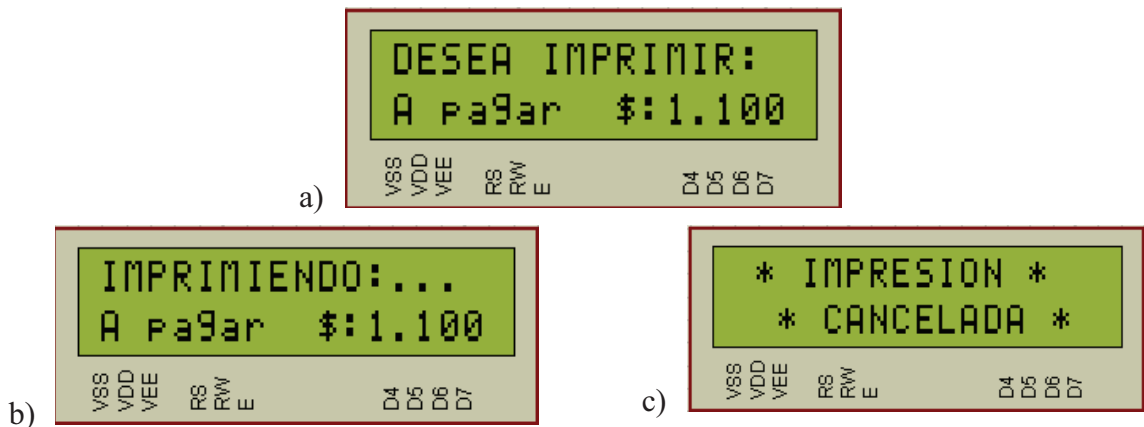 DESEA IMPRIMIR:
A pagar $:1.100
VSS VDD VEE RS RW E D4 D5 D6 D7
a)
IMPRIMIENDO:...
A pagar $:1.100
VSS VDD VEE RS RW E D4 D5 D6 D7
b)
* IMPRESION *
* CANCELADA *
VSS VDD VEE RS RW E D4 D5 D6 D7
c)